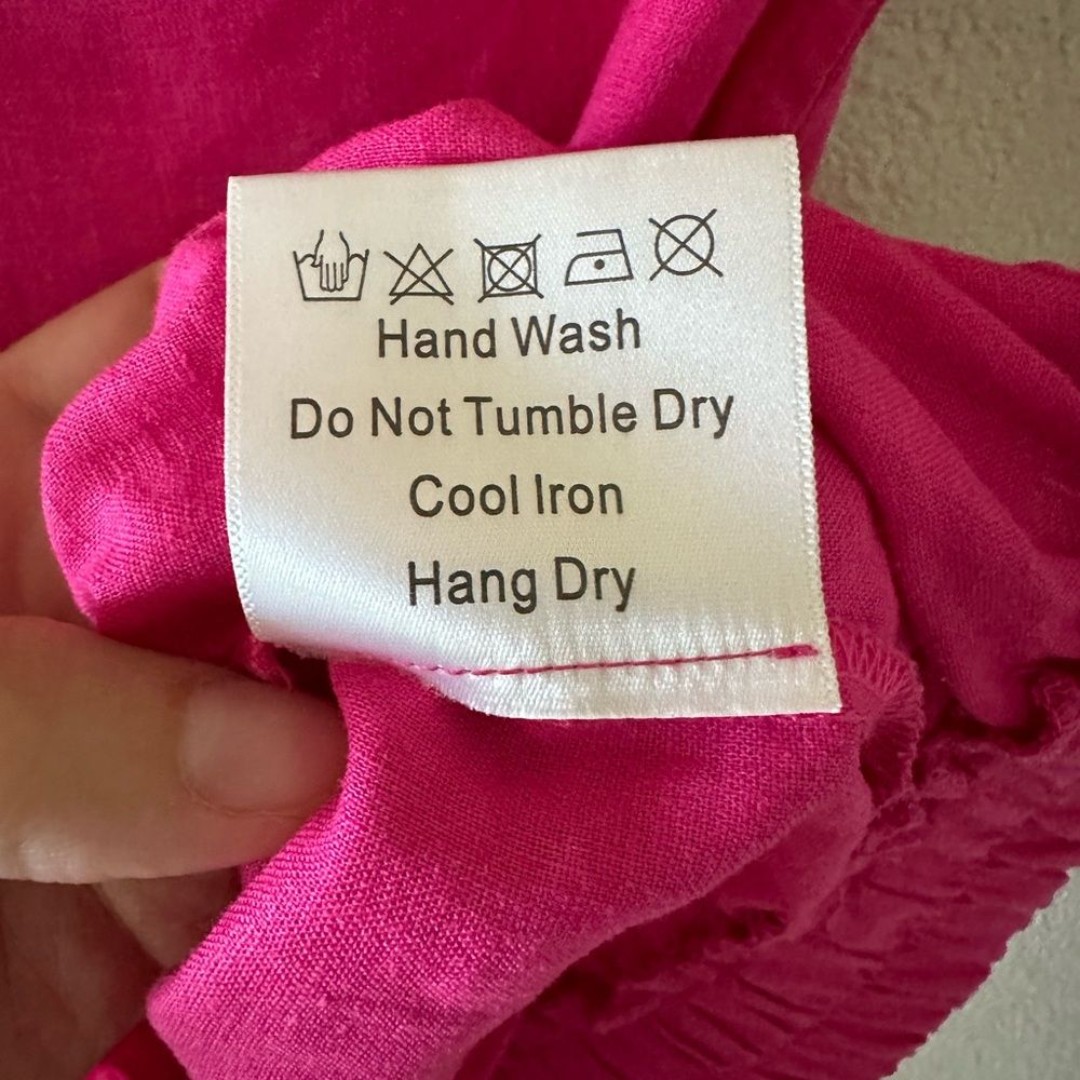 Hand Wash
Do Not Tumble Dry
Cool Iron
Hang Dry